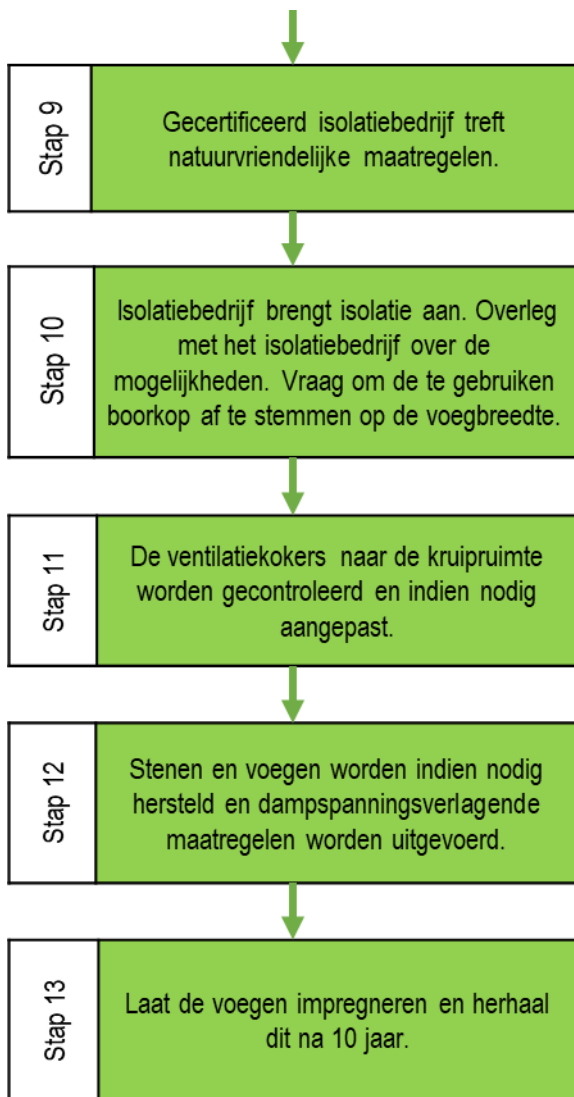 Stap 9
Gecertificeerd isolatiebedrijf treft
natuurvriendelijke maatregelen.
Stap 10
Isolatiebedrijf brengt isolatie aan. Overleg
met het isolatiebedrijf over de
mogelijkheden. Vraag om de te gebruiken
boorkop af te stemmen op de voegbreedte.
Stap 11
De ventilatiekokers naar de kruipruimte
worden gecontroleerd en indien nodig
aangepast.
Stap 12
Stenen en voegen worden indien nodig
hersteld en dampspanningsverlagende
maatregelen worden uitgevoerd.
Stap 13
Laat de voegen impregneren en herhaal
dit na 10 jaar.